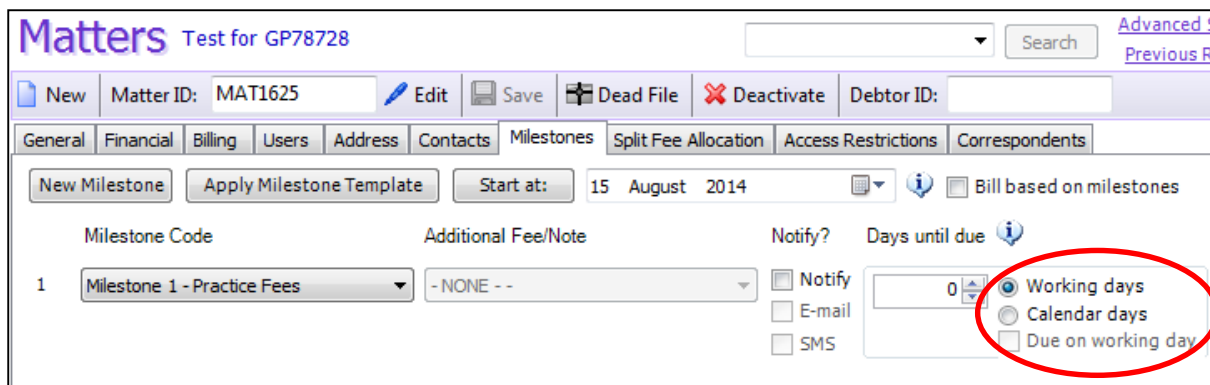 Matters Test for GP78728 Search Advanced
Previous
New Matter ID: MAT1625 Edit Save Dead File Deactivate Debtor ID:
General Financial Billing Users Address Contacts Milestones Split Fee Allocation Access Restrictions Correspondents
New Milestone Apply Milestone Template Start at: 15 August 2014 Bill based on milestones
Milestone Code Additional Fee/Note Notify? Days until due
1 Milestone 1 - Practice Fees - NONE - - Notify 0 Working days
E-mail Calendar days
SMS Due on working day